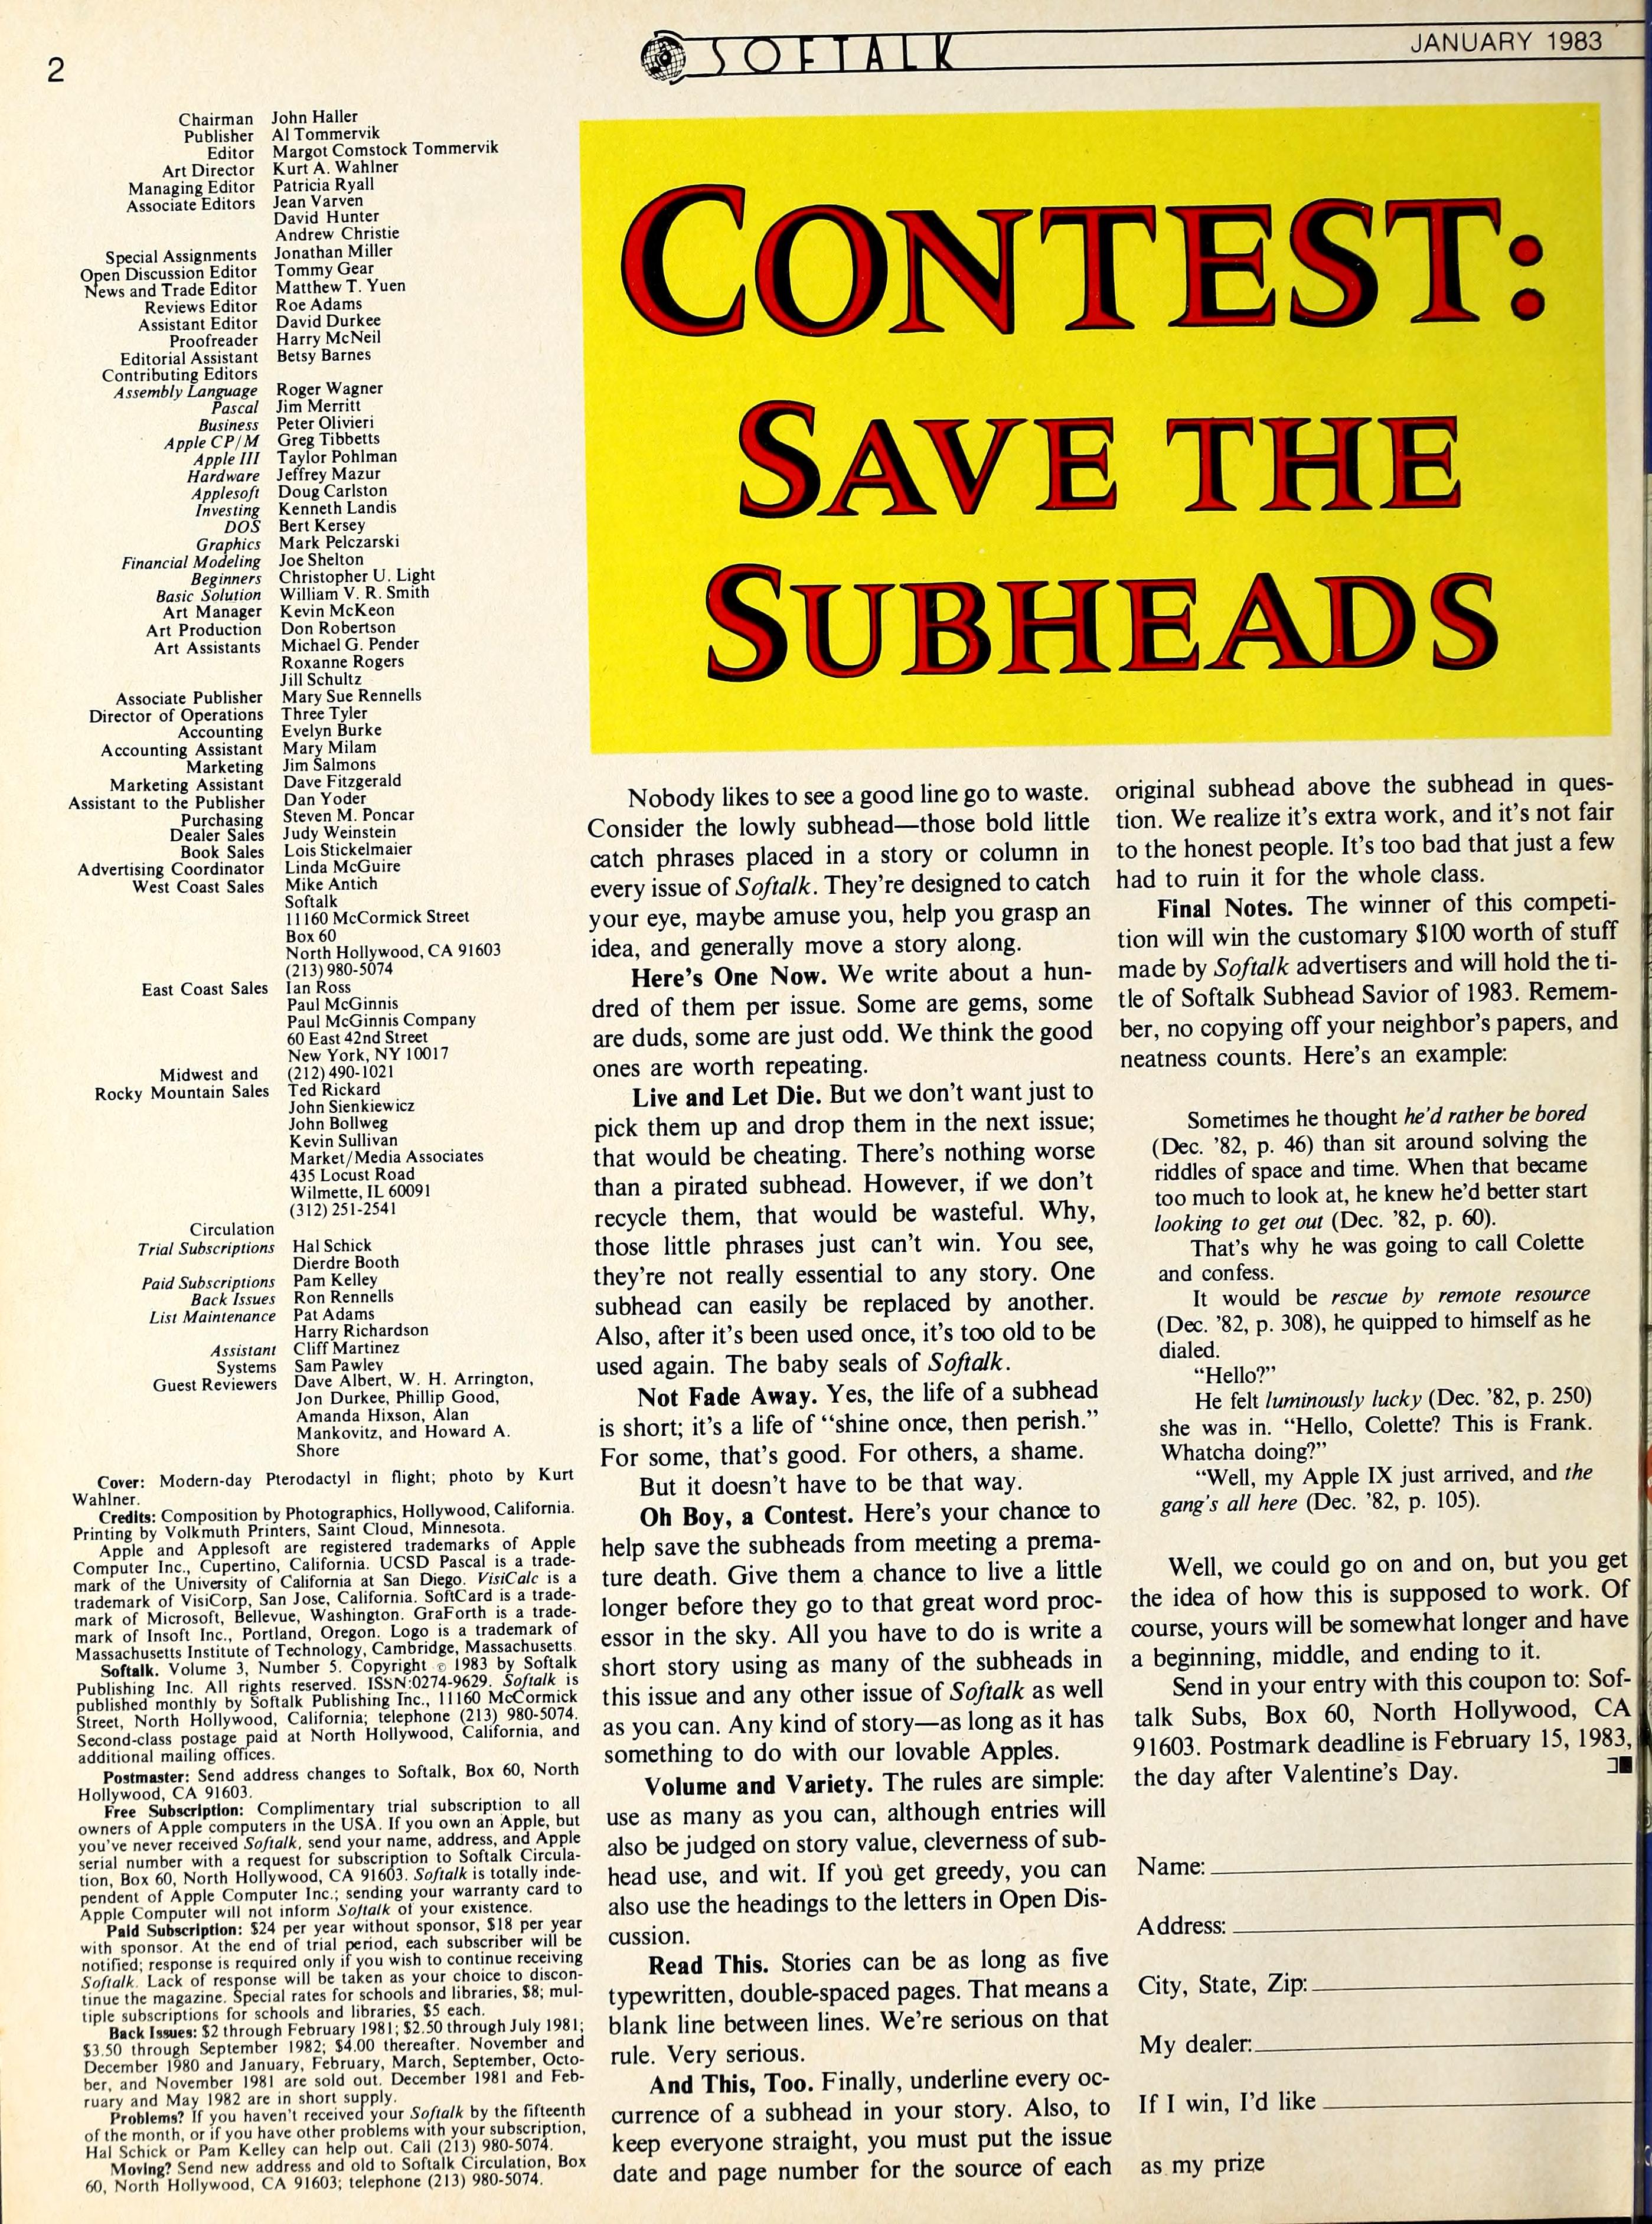 2
SOFTALK
JANUARY 1983
Chairman John Haller
Publisher Al Tommervik
Editor Margot Comstock Tommervik
Art Director Kurt A. Wahlner
Managing Editor Patricia Ryall
Associate Editors Jean Varven
David Hunter
Andrew Christie
Special Assignments Jonathan Miller
Open Discussion Editor Tommy Gear
News and Trade Editor Matthew T. Yuen
Reviews Editor Roe Adams
Assistant Editor David Durkee
Proofreader Harry McNeil
Editorial Assistant Betsy Barnes
Contributing Editors
Assembly Language Roger Wagner
Pascal Jim Merritt
Business Peter Olivieri
Apple CP/M Greg Tibbetts
Apple III Taylor Pohlman
Hardware Jeffrey Mazur
Applesoft Doug Carlston
Investing Kenneth Landis
DOS Bert Kersey
Graphics Mark Pelczarski
Financial Modeling Joe Shelton
Beginners Christopher U. Light
Basic Solution William V. R. Smith
Art Manager Kevin McKeon
Art Production Don Robertson
Art Assistants Michael G. Pender
Roxanne Rogers
Jill Schultz
Associate Publisher Mary Sue Rennells
Director of Operations Three Tyler
Accounting Evelyn Burke
Accounting Assistant Mary Milam
Marketing Jim Salmons
Marketing Assistant Dave Fitzgerald
Assistant to the Publisher Dan Yoder
Purchasing Steven M. Poncar
Dealer Sales Judy Weinstein
Book Sales Lois Stickelmaier
Advertising Coordinator Linda McGuire
West Coast Sales Mike Antich
Softalk
11160 McCormick Street
Box 60
North Hollywood, CA 91603
(213) 980-5074
East Coast Sales Ian Ross
Paul McGinnis
Paul McGinnis Company
60 East 42nd Street
New York, NY 10017
Midwest and (212) 490-1021
Rocky Mountain Sales Ted Rickard
John Sienkiewicz
John Bollweg
Kevin Sullivan
Market/Media Associates
435 Locust Road
Wilmette, IL 60091
(312) 251-2541
Circulation
Trial Subscriptions Hal Schick
Dierdre Booth
Paid Subscriptions Pam Kelley
Back Issues Ron Rennells
List Maintenance Pat Adams
Harry Richardson
Assistant Cliff Martinez
Systems Sam Pawley
Guest Reviewers Dave Albert, W. H. Arrington,
Jon Durkee, Phillip Good,
Amanda Hixson, Alan
Mankovitz, and Howard A.
Shore
Cover: Modern-day Pterodactyl in flight; photo by Kurt
Wahlner.
Credits: Composition by Photographics, Hollywood, California.
Printing by Volkmuth Printers, Saint Cloud, Minnesota.
Apple and Applesoft are registered trademarks of Apple
Computer Inc., Cupertino, California. UCSD Pascal is a trade-
mark of the University of California at San Diego. VisiCalc is a
trademark of VisiCorp, San Jose, California. SoftCard is a trade-
mark of Microsoft, Bellevue, Washington. GraForth is a trade-
mark of Insoft Inc., Portland, Oregon. Logo is a trademark of
Massachusetts Institute of Technology, Cambridge, Massachusetts.
Softalk. Volume 3, Number 5. Copyright © 1983 by Softalk
Publishing Inc. All rights reserved. ISSN:0274-9629. Softalk is
published monthly by Softalk Publishing Inc., 11160 McCormick
Street, North Hollywood, California; telephone (213) 980-5074.
Second-class postage paid at North Hollywood, California, and
additional mailing offices.
Postmaster: Send address changes to Softalk, Box 60, North
Hollywood, CA 91603.
Free Subscription: Complimentary trial subscription to all
owners of Apple computers in the USA. If you own an Apple, but
you've never received Softalk, send your name, address, and Apple
serial number with a request for subscription to Softalk Circula-
tion, Box 60, North Hollywood, CA 91603. Softalk is totally inde-
pendent of Apple Computer Inc.; sending your warranty card to
Apple Computer will not inform Softalk of your existence.
Paid Subscription: $24 per year without sponsor, $18 per year
with sponsor. At the end of trial period, each subscriber will be
notified; response is required only if you wish to continue receiving
Softalk. Lack of response will be taken as your choice to discon-
tinue the magazine. Special rates for schools and libraries, $8; mul-
tiple subscriptions for schools and libraries, $5 each.
Back Issues: $2 through February 1981; $2.50 through July 1981;
$3.50 through September 1982; $4.00 thereafter. November and
December 1980 and January, February, March, September, Octo-
ber, and November 1981 are sold out. December 1981 and Feb-
ruary and May 1982 are in short supply.
Problems? If you haven't received your Softalk by the fifteenth
of the month, or if you have other problems with your subscription,
Hal Schick or Pam Kelley can help out. Call (213) 980-5074.
Moving? Send new address and old to Softalk Circulation, Box
60, North Hollywood, CA 91603; telephone (213) 980-5074.
CONTEST:
SAVE THE
SUBHEADS
Nobody likes to see a good line go to waste.
Consider the lowly subhead—those bold little
catch phrases placed in a story or column in
every issue of Softalk. They're designed to catch
your eye, maybe amuse you, help you grasp an
idea, and generally move a story along.
Here's One Now. We write about a hun-
dred of them per issue. Some are gems, some
are duds, some are just odd. We think the good
ones are worth repeating.
Live and Let Die. But we don't want just to
pick them up and drop them in the next issue;
that would be cheating. There's nothing worse
than a pirated subhead. However, if we don't
recycle them, that would be wasteful. Why,
those little phrases just can't win. You see,
they're not really essential to any story. One
subhead can easily be replaced by another.
Also, after it's been used once, it's too old to be
used again. The baby seals of Softalk.
Not Fade Away. Yes, the life of a subhead
is short; it's a life of "shine once, then perish."
For some, that's good. For others, a shame.
But it doesn't have to be that way.
Oh Boy, a Contest. Here's your chance to
help save the subheads from meeting a prema-
ture death. Give them a chance to live a little
longer before they go to that great word proc-
essor in the sky. All you have to do is write a
short story using as many of the subheads in
this issue and any other issue of Softalk as well
as you can. Any kind of story—as long as it has
something to do with our lovable Apples.
Volume and Variety. The rules are simple:
use as many as you can, although entries will
also be judged on story value, cleverness of sub-
head use, and wit. If you get greedy, you can
also use the headings to the letters in Open Dis-
cussion.
Read This. Stories can be as long as five
typewritten, double-spaced pages. That means a
blank line between lines. We're serious on that
rule. Very serious.
And This, Too. Finally, underline every oc-
currence of a subhead in your story. Also, to
keep everyone straight, you must put the issue
date and page number for the source of each
original subhead above the subhead in ques-
tion. We realize it's extra work, and it's not fair
to the honest people. It's too bad that just a few
had to ruin it for the whole class.
Final Notes. The winner of this competi-
tion will win the customary $100 worth of stuff
made by Softalk advertisers and will hold the ti-
tle of Softalk Subhead Savior of 1983. Remem-
ber, no copying off your neighbor's papers, and
neatness counts. Here's an example:
Sometimes he thought he'd rather be bored
(Dec. '82, p. 46) than sit around solving the
riddles of space and time. When that became
too much to look at, he knew he'd better start
looking to get out (Dec. '82, p. 60).
That's why he was going to call Colette
and confess.
It would be rescue by remote resource
(Dec. '82, p. 308), he quipped to himself as he
dialed.
"Hello?"
He felt luminously lucky (Dec. '82, p. 250)
she was in. "Hello, Colette? This is Frank.
Whatcha doing?"
"Well, my Apple IX just arrived, and the
gang's all here (Dec. '82, p. 105).
Well, we could go on and on, but you get
the idea of how this is supposed to work. Of
course, yours will be somewhat longer and have
a beginning, middle, and ending to it.
Send in your entry with this coupon to: Sof-
talk Subs, Box 60, North Hollywood, CA
91603. Postmark deadline is February 15, 1983,
the day after Valentine's Day.
Name:
Address:
City, State, Zip:
My dealer:
If I win, I'd like
as my prize